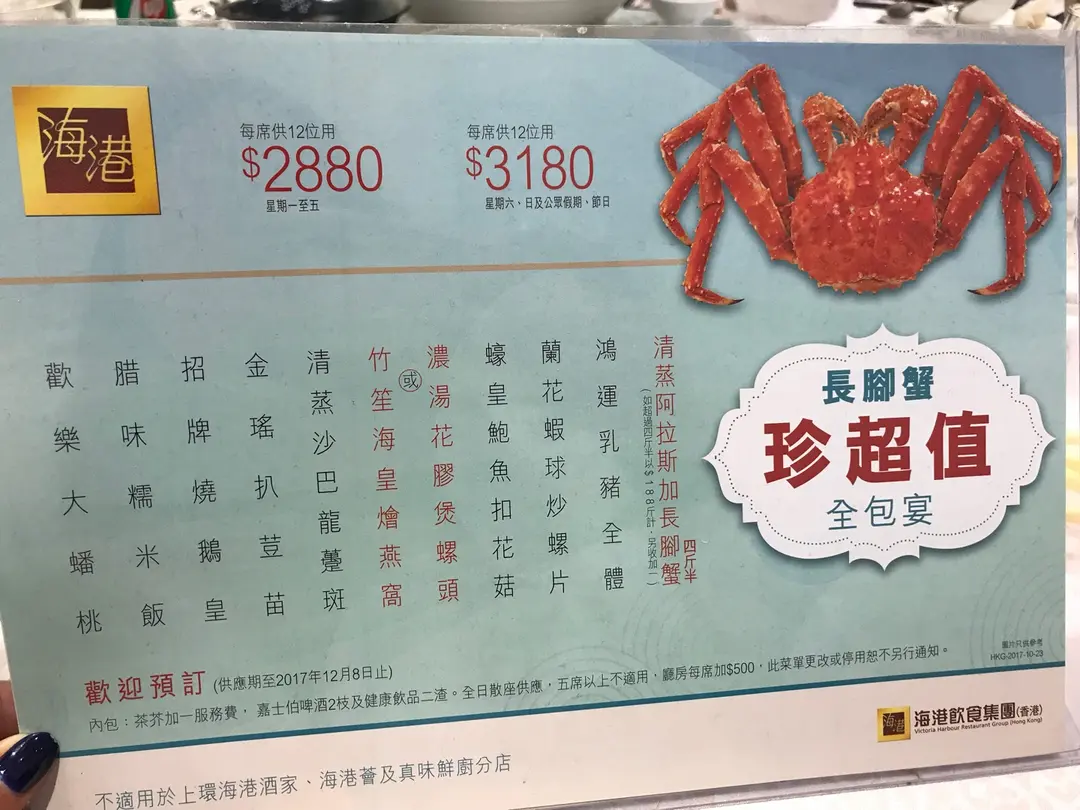 海港
每席供12位用
$2880
星期一至五
每席供12位用
$3180
星期六、日及公眾假期、節日
長腳蟹
珍超值
全包宴
清蒸阿拉斯加長腳蟹 四斤半
(如超過四斤半以$188斤計，另收加一)
鴻運乳豬全體
蘭花蝦球炒螺片
蠔皇鮑魚扣花菇
濃湯花膠煲螺頭
或
竹笙海皇燴燕窩
清蒸沙巴龍躉斑
金瑤扒荳苗
招牌燒鵝皇
腊味糯米飯
歡樂大蟠桃
圖片只供參考
HKG-2017-10-23
歡迎預訂 (供應期至2017年12月8日止)
內包：茶芥加一服務費， 嘉士伯啤酒2枝及健康飲品二渣。全日散座供應，五席以上不適用，廳房每席加$500，此菜單更改或停用恕不另行通知。
海港 海港飲食集團(香港)
Victoria Harbour Restaurant Group (Hong Kong)
不適用於上環海港酒家、海港薈及真味鮮廚分店